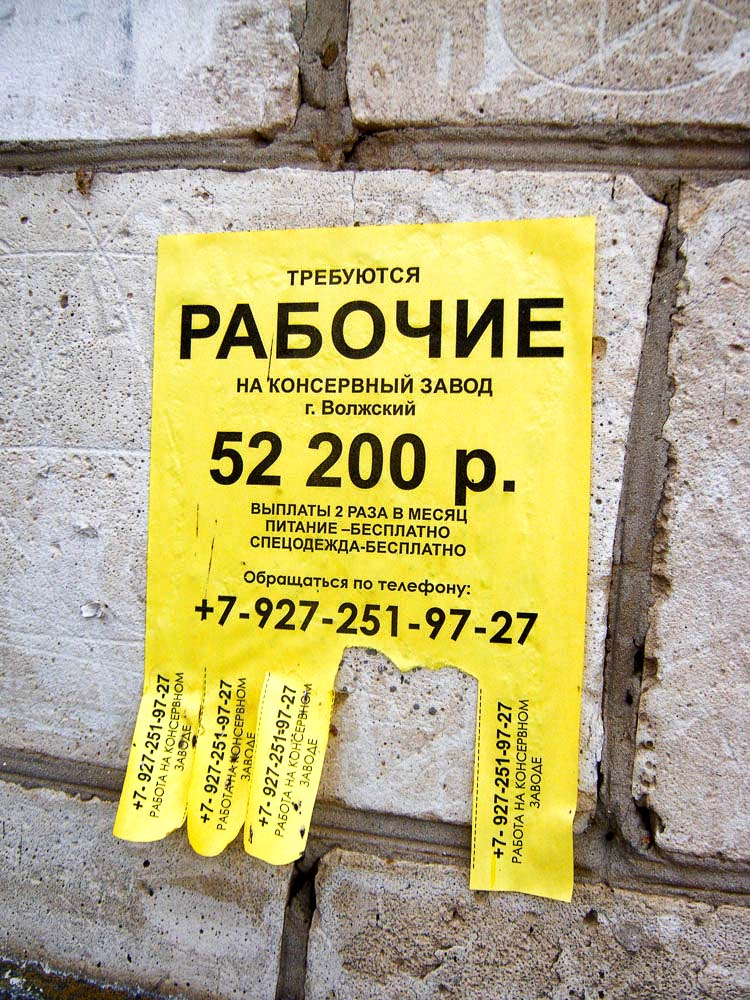 ТРЕБУЮТСЯ
РАБОЧИЕ
НА КОНСЕРВНЫЙ ЗАВОД
г. Волжский
52 200 р.
ВЫПЛАТЫ 2 РАЗА В МЕСЯЦ
ПИТАНИЕ –БЕСПЛАТНО
СПЕЦОДЕЖДА-БЕСПЛАТНО
Обращаться по телефону:
+7-927-251-97-27
+7- 927-251-97-27
РАБОТА НА КОНСЕРВНОМ
ЗАВОДЕ
+7- 927-251-97-27
РАБОТА НА КОНСЕРВНОМ
ЗАВОДЕ
+7- 927-251-97-27
РАБОТА НА КОНСЕРВНОМ
ЗАВОДЕ
+7- 927-251-97-27
РАБОТА НА КОНСЕРВНОМ
ЗАВОДЕ